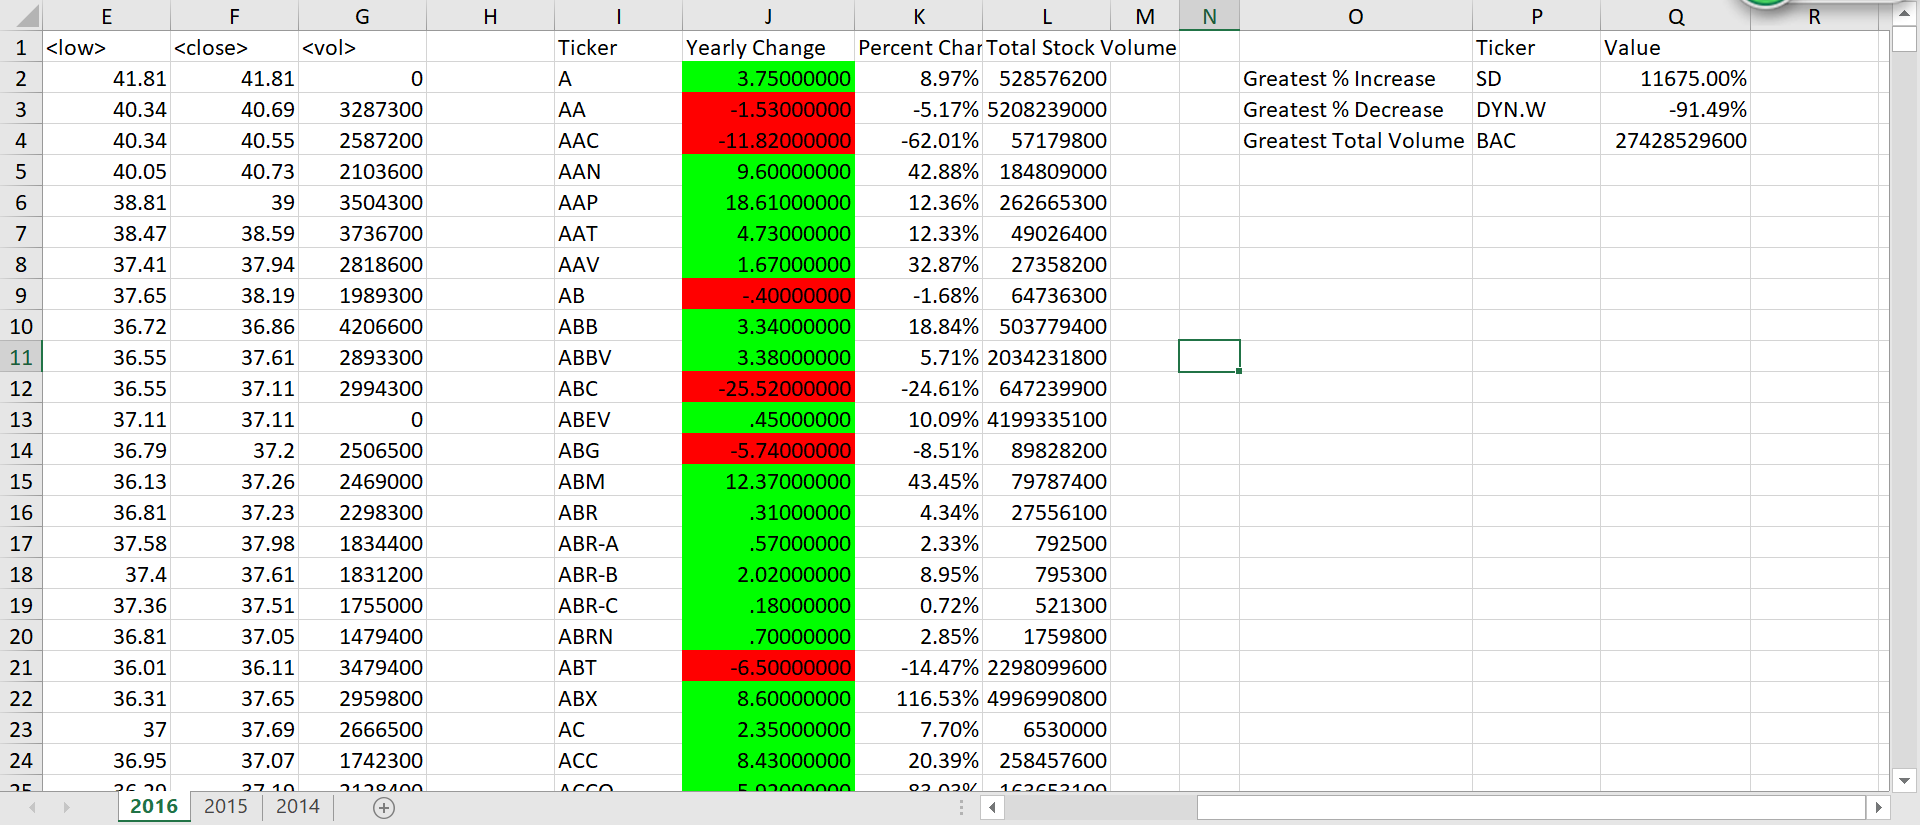 E F G H I J K L M N O P Q R
1 <low> <close> <vol> Ticker Yearly Change Percent Char Total Stock Volume Ticker Value
2 41.81 41.81 0 A 3.75000000 8.97% 528576200 Greatest % Increase SD 11675.00%
3 40.34 40.69 3287300 AA -1.53000000 -5.17% 5208239000 Greatest % Decrease DYN.W -91.49%
4 40.34 40.55 2587200 AAC -11.82000000 -62.01% 57179800 Greatest Total Volume BAC 27428529600
5 40.05 40.73 2103600 AAN 9.60000000 42.88% 184809000
6 38.81 39 3504300 AAP 18.61000000 12.36% 262665300
7 38.47 38.59 3736700 AAT 4.73000000 12.33% 49026400
8 37.41 37.94 2818600 AAV 1.67000000 32.87% 27358200
9 37.65 38.19 1989300 AB -.40000000 -1.68% 64736300
10 36.72 36.86 4206600 ABB 3.34000000 18.84% 503779400
11 36.55 37.61 2893300 ABBV 3.38000000 5.71% 2034231800
12 36.55 37.11 2994300 ABC -25.52000000 -24.61% 647239900
13 37.11 37.11 0 ABEV .45000000 10.09% 4199335100
14 36.79 37.2 2506500 ABG -5.74000000 -8.51% 89828200
15 36.13 37.26 2469000 ABM 12.37000000 43.45% 79787400
16 36.81 37.23 2298300 ABR .31000000 4.34% 27556100
17 37.58 37.98 1834400 ABR-A .57000000 2.33% 792500
18 37.4 37.61 1831200 ABR-B 2.02000000 8.95% 795300
19 37.36 37.51 1755000 ABR-C .18000000 0.72% 521300
20 36.81 37.05 1479400 ABRN .70000000 2.85% 1759800
21 36.01 36.11 3479400 ABT -6.50000000 -14.47% 2298099600
22 36.31 37.65 2959800 ABX 8.60000000 116.53% 4996990800
23 37 37.69 2666500 AC 2.35000000 7.70% 6530000
24 36.95 37.07 1742300 ACC 8.43000000 20.39% 258457600
2016 2015 2014